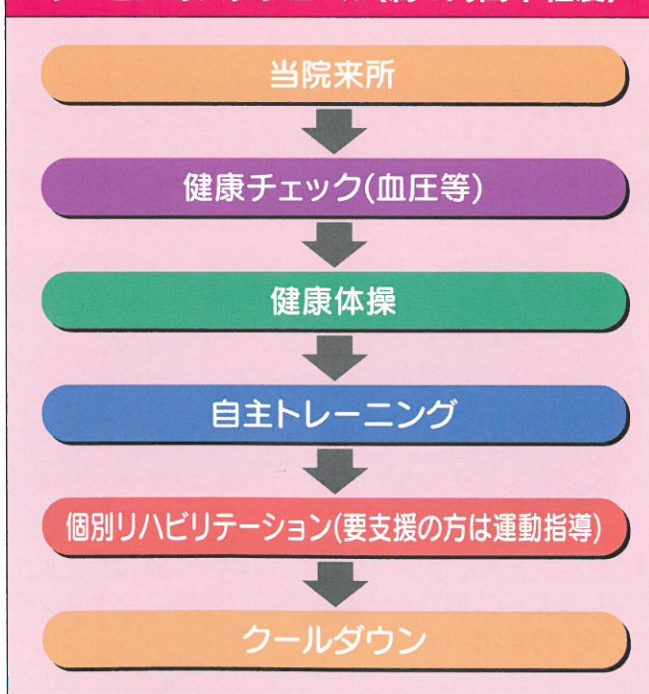 当院来所
健康チェック(血圧等)
健康体操
自主トレーニング
個別リハビリテーション(要支援の方は運動指導)
クールダウン